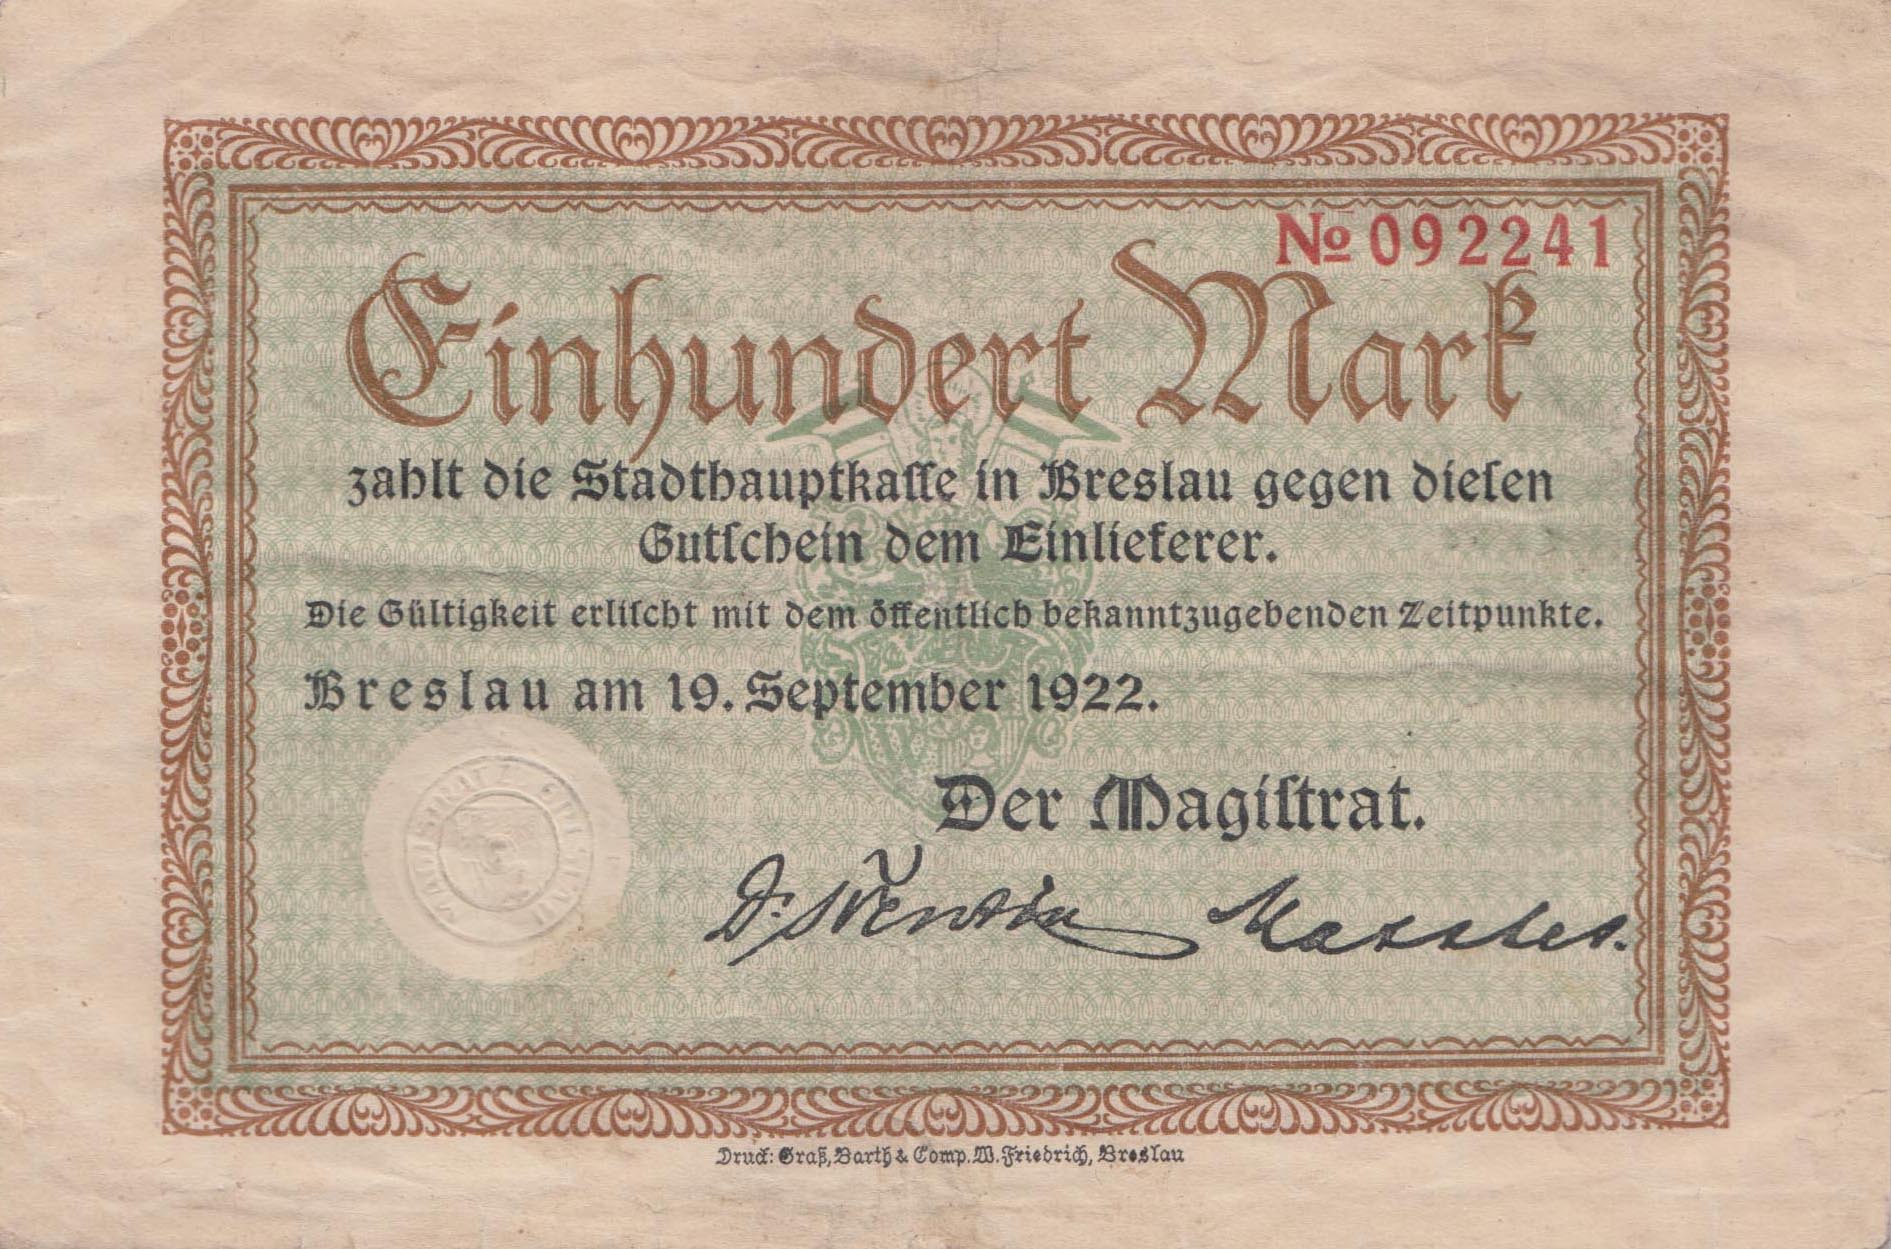 № 092241
Einhundert Mark
zahlt die Stadthauptkaſſe in Breslau gegen dieſen
Gutſchein dem Einlieferer.
Die Gültigkeit erliſcht mit dem öffentlich bekanntzugebenden Zeitpunkte.
Breslau am 19. September 1922.
Der Magiſtrat.
Druck: Graß, Barth & Comp. W. Friedrich, Breslau